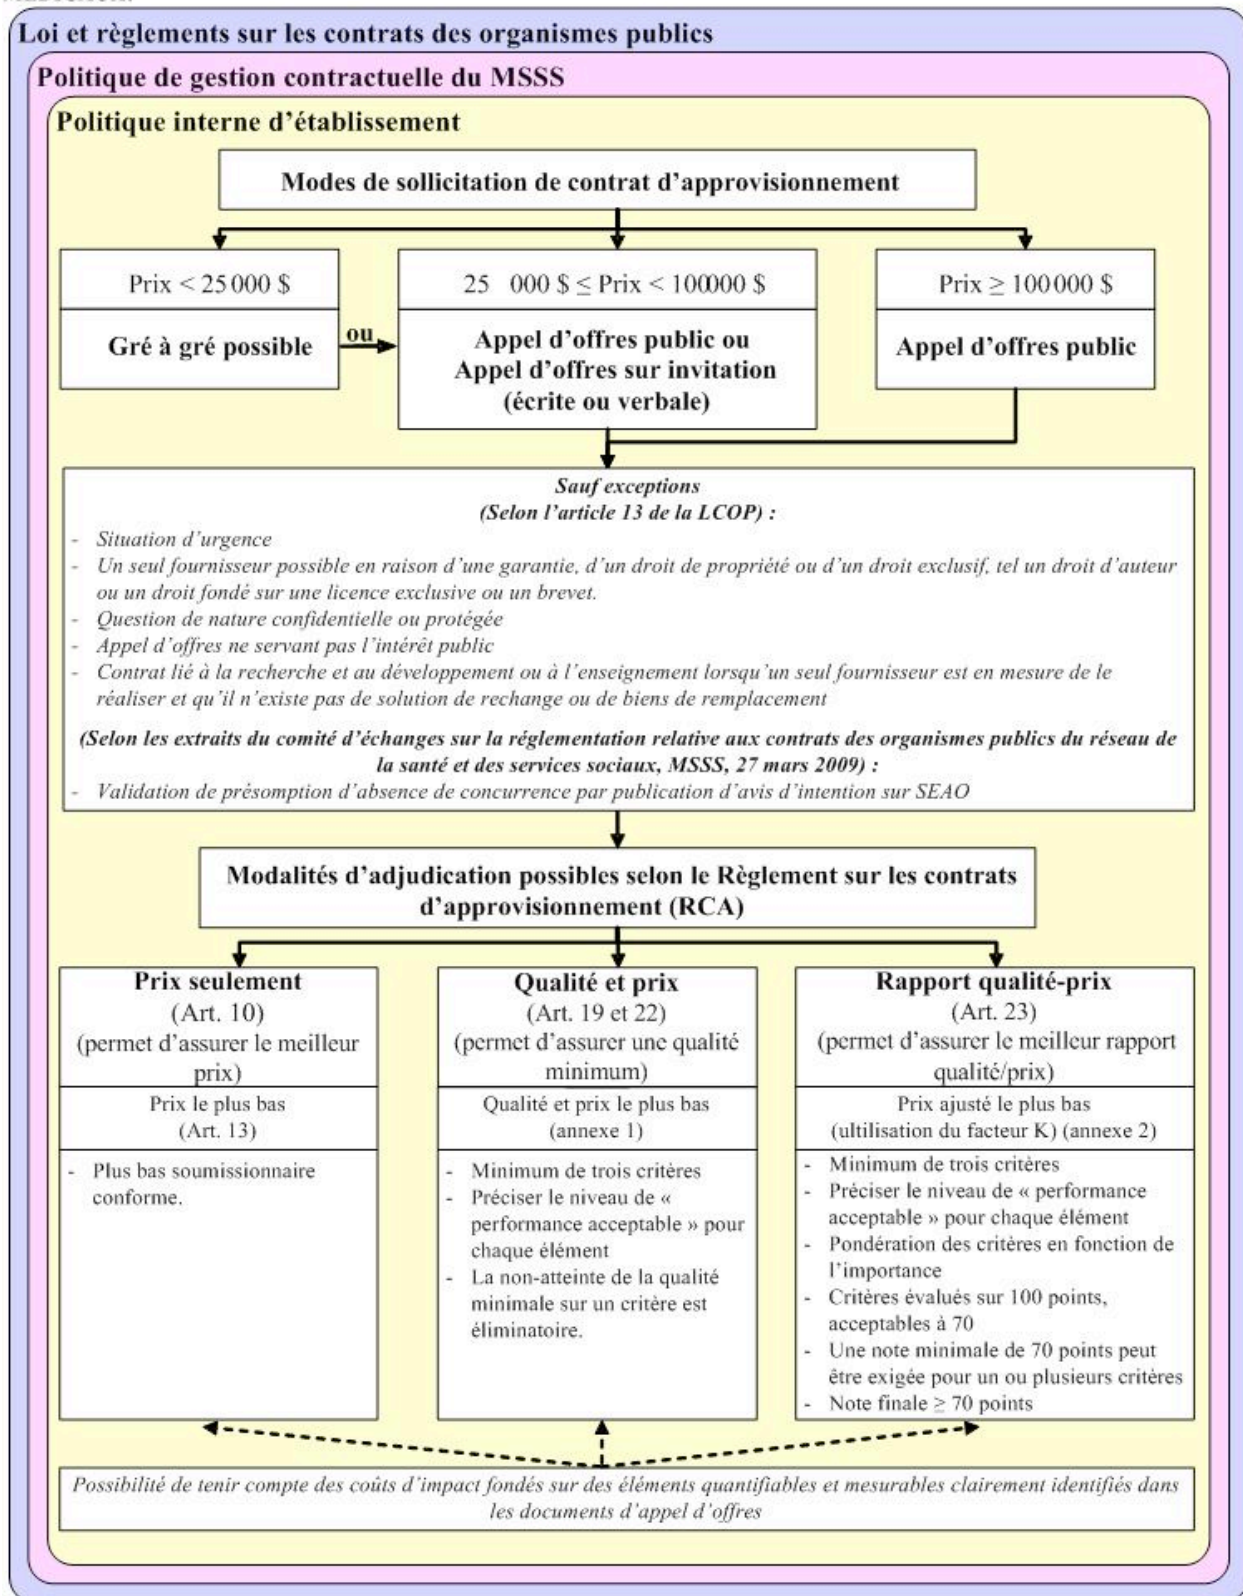 Loi et règlements sur les contrats des organismes publics
Politique de gestion contractuelle du MSSS
Politique interne d'établissement
Modes de sollicitation de contrat d'approvisionnement
Prix < 25 000 $
Gré à gré possible
ou
25 000 $ ≤ Prix < 100000 $
Appel d'offres public ou
Appel d'offres sur invitation
(écrite ou verbale)
Prix ≥ 100 000 $
Appel d'offres public
Sauf exceptions
(Selon l'article 13 de la LCOP) :
- Situation d'urgence
- Un seul fournisseur possible en raison d'une garantie, d'un droit de propriété ou d'un droit exclusif, tel un droit d'auteur
ou un droit fondé sur une licence exclusive ou un brevet.
- Question de nature confidentielle ou protégée
- Appel d'offres ne servant pas l'intérêt public
- Contrat lié à la recherche et au développement ou à l'enseignement lorsqu'un seul fournisseur est en mesure de le
réaliser et qu'il n'existe pas de solution de rechange ou de biens de remplacement
(Selon les extraits du comité d'échanges sur la réglementation relative aux contrats des organismes publics du réseau de
la santé et des services sociaux, MSSS, 27 mars 2009) :
- Validation de présomption d'absence de concurrence par publication d'avis d'intention sur SEAO
Modalités d'adjudication possibles selon le Règlement sur les contrats
d'approvisionnement (RCA)
Prix seulement
(Art. 10)
(permet d'assurer le meilleur
prix)
Prix le plus bas
(Art. 13)
- Plus bas soumissionnaire
conforme.
Qualité et prix
(Art. 19 et 22)
(permet d'assurer une qualité
minimum)
Qualité et prix le plus bas
(annexe 1)
- Minimum de trois critères
- Préciser le niveau de «
performance acceptable » pour
chaque élément
- La non-atteinte de la qualité
minimale sur un critère est
éliminatoire.
Rapport qualité-prix
(Art. 23)
(permet d'assurer le meilleur rapport
qualité/prix)
Prix ajusté le plus bas
(ultilisation du facteur K) (annexe 2)
- Minimum de trois critères
- Préciser le niveau de « performance
acceptable » pour chaque élément
- Pondération des critères en fonction de
l'importance
- Critères évalués sur 100 points,
acceptables à 70
- Une note minimale de 70 points peut
être exigée pour un ou plusieurs critères
- Note finale ≥ 70 points
Possibilité de tenir compte des coûts d'impact fondés sur des éléments quantifiables et mesurables clairement identifiés dans
les documents d'appel d'offres